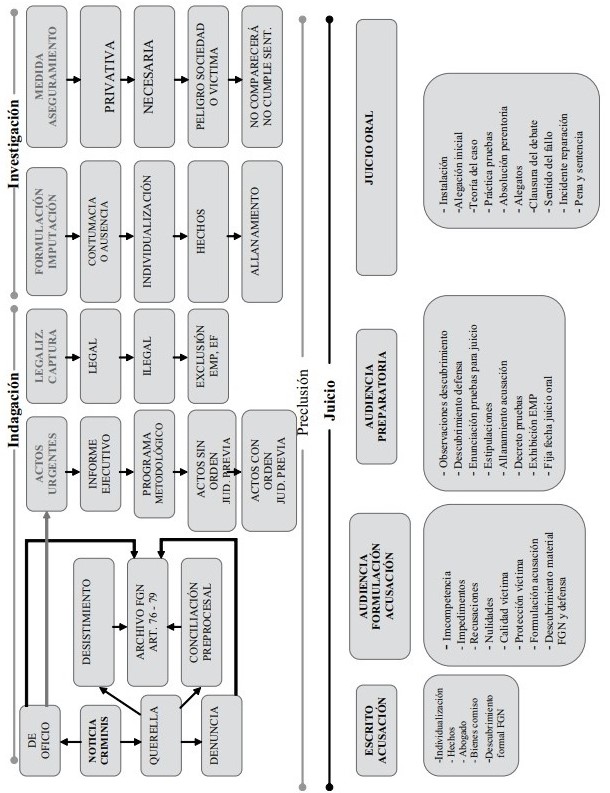 Indagación
Investigación
DE
OFICIO
NOTICIA
CRIMINIS
QUERELLA
DENUNCIA
DESISTIMIENTO
ARCHIVO FGN
ART. 76 - 79
CONCILIACIÓN
PREPROCESAL
ACTOS
URGENTES
INFORME
EJECUTIVO
PROGRAMA
METODOLÓGICO
ACTOS SIN
ORDEN
JUD. PREVIA
ACTOS CON
ORDEN
JUD. PREVIA
LEGALIZ.
CAPTURA
LEGAL
ILEGAL
EXCLUSIÓN
EMP, EF
FORMULACIÓN
IMPUTACIÓN
CONTUMACIA
O AUSENCIA
INDIVIDUALIZACIÓN
HECHOS
ALLANAMIENTO
MEDIDA
ASEGURAMIENTO
PRIVATIVA
NECESARIA
PELIGRO SOCIEDAD
O VICTIMA
NO COMPARECERÁ
NO CUMPLE SENT.
Preclusión
Juicio
ESCRITO
ACUSACIÓN
-Individualización
- Hechos
- Abogado
- Bienes comiso
-Descubrimiento
formal FGN
AUDIENCIA
FORMULACIÓN
ACUSACIÓN
- Imcompetencia
- Impedimentos
- Recusaciones
- Nulidades
- Calidad víctima
- Protección víctima
- Formulación acusación
- Descubrimiento material
FGN y defensa
AUDIENCIA
PREPARATORIA
- Observaciones descubrimiento
- Descubrimiento defensa
- Enunciación pruebas para juicio
- Estipulaciones
- Allanamiento acusación
- Decreto pruebas
- Exhibición EMP
- Fija fecha juicio oral
JUICIO ORAL
- Instalación
-Alegación inicial
-Teoría del caso
- Práctica pruebas
- Absolución perentoria
- Alegatos
-Clausura del debate
- Sentido del fallo
- Incidente reparación
- Pena y sentencia